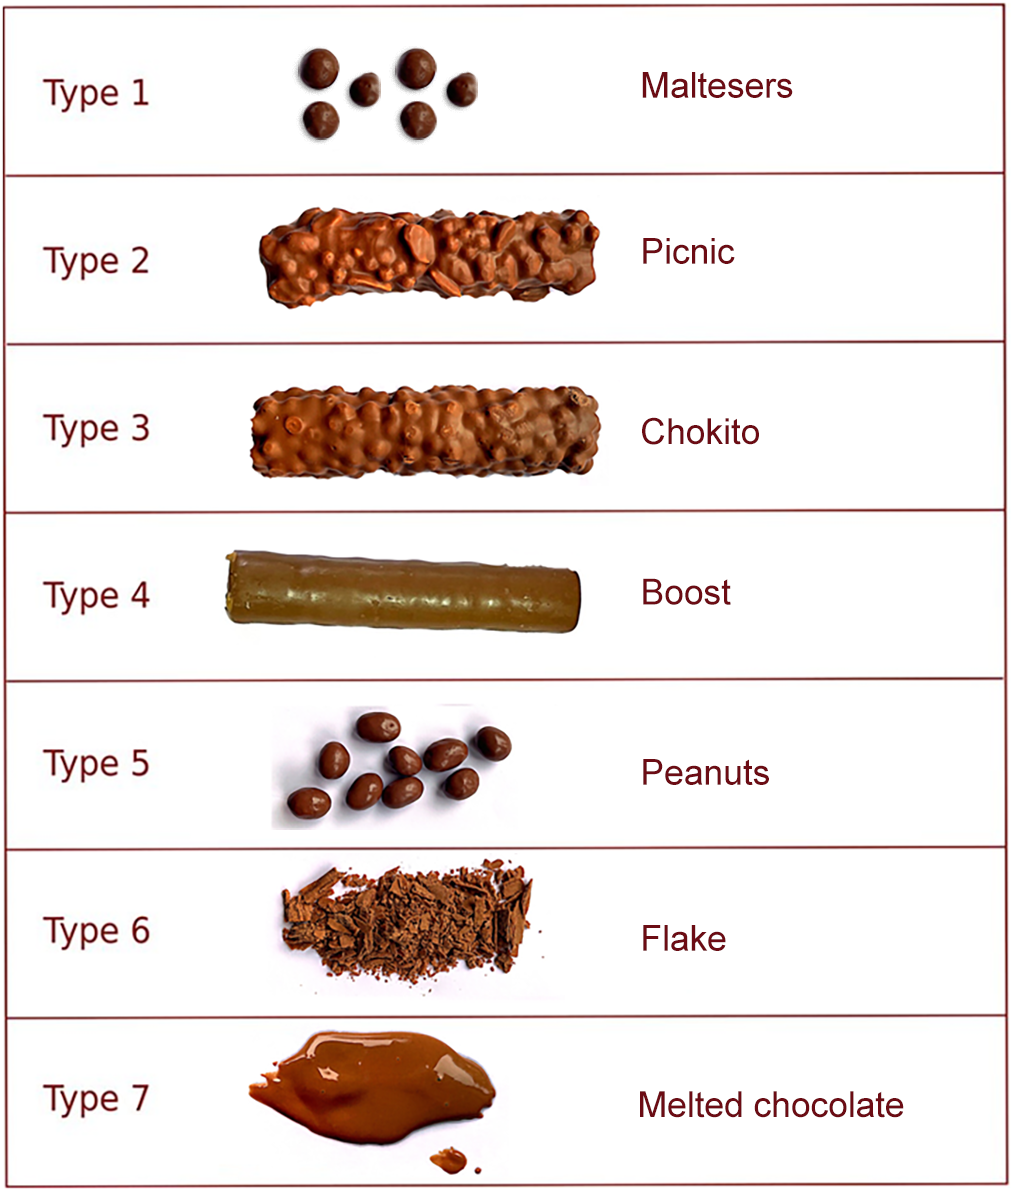 Type 1
Maltesers
Type 2
Picnic
Type 3
Chokito
Type 4
Boost
Type 5
Peanuts
Type 6
Flake
Type 7
Melted chocolate